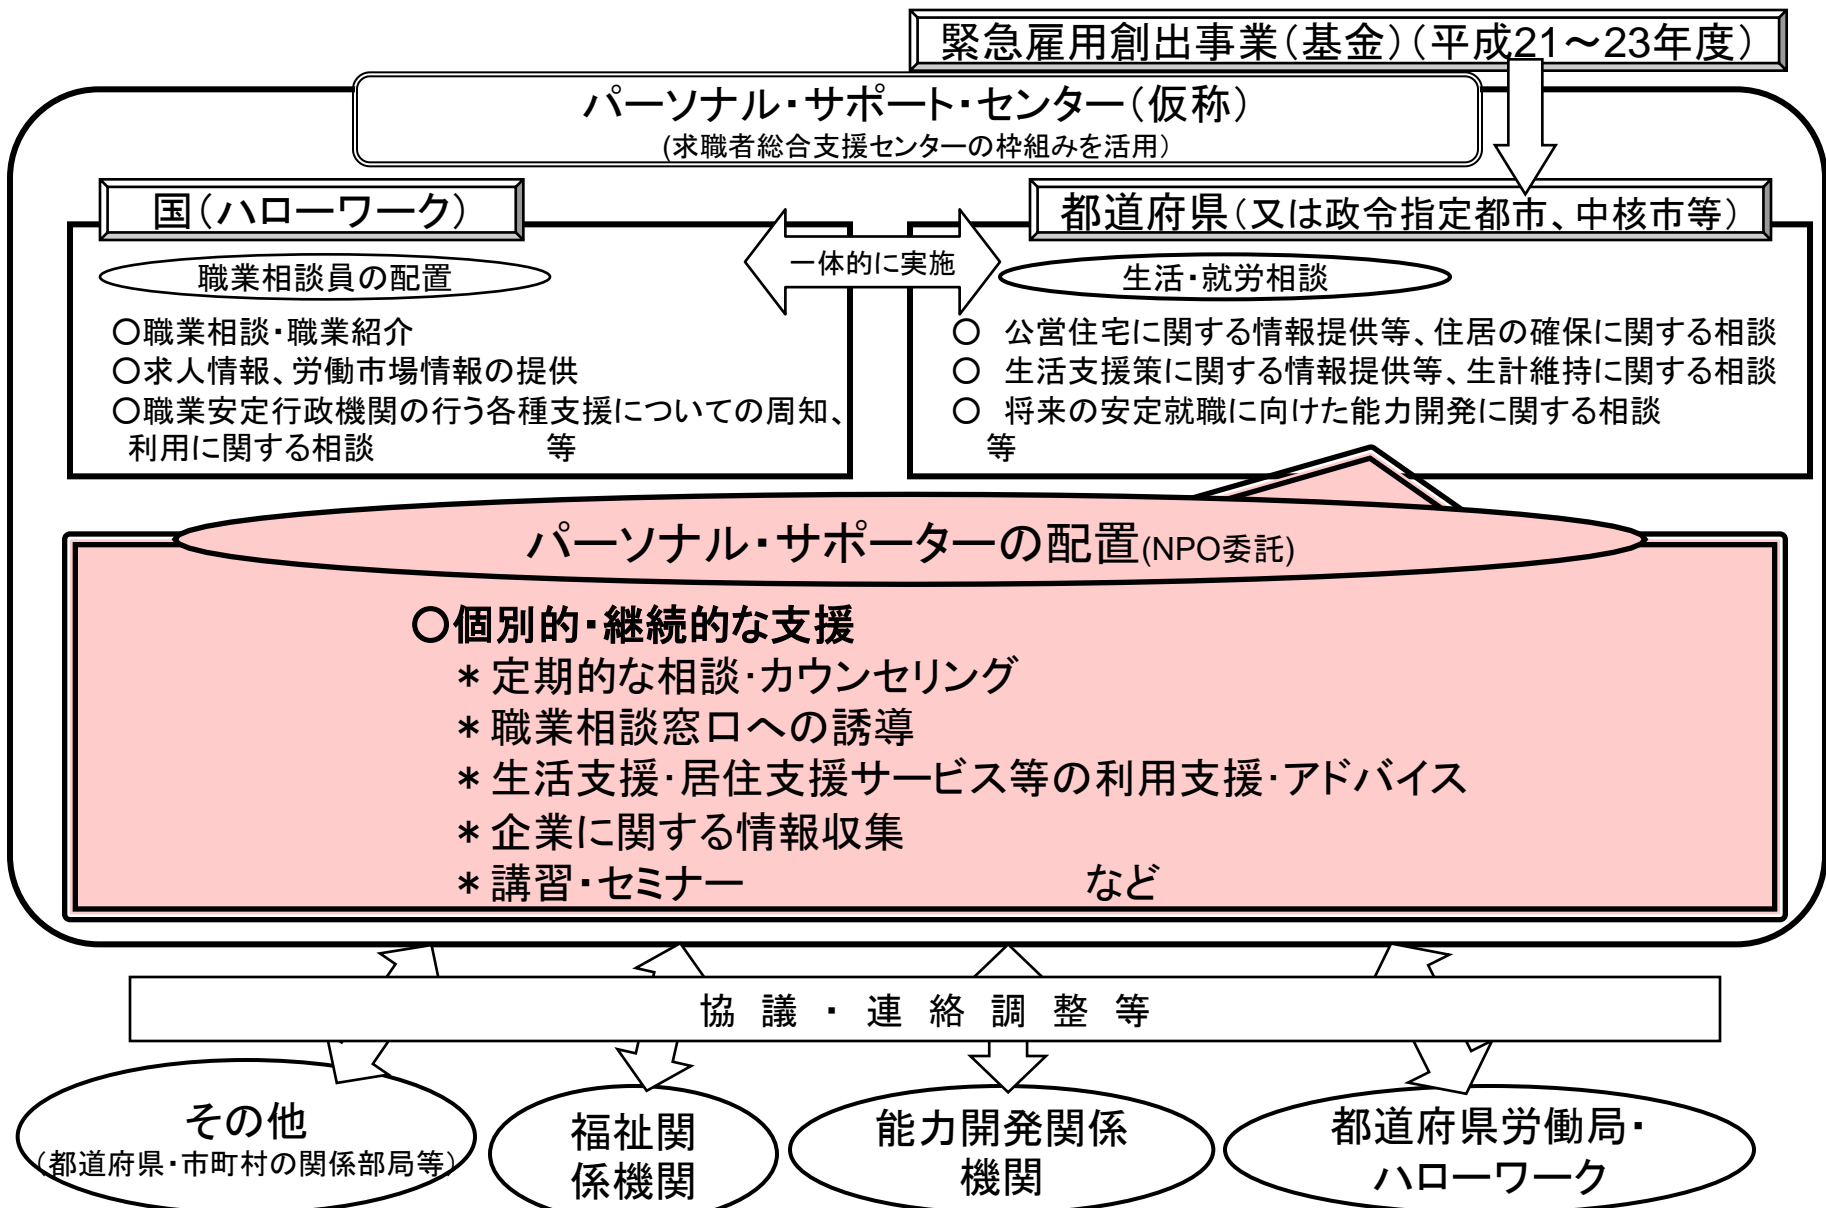 緊急雇用創出事業(基金)(平成21~23年度)
パーソナル・サポート・センター(仮称)
(求職者総合支援センターの枠組みを活用)
国(ハローワーク)
職業相談員の配置
○職業相談・職業紹介
○求人情報、労働市場情報の提供
○職業安定行政機関の行う各種支援についての周知、
利用に関する相談 等
一体的に実施
都道府県(又は政令指定都市、中核市等)
生活・就労相談
○ 公営住宅に関する情報提供等、住居の確保に関する相談
○ 生活支援策に関する情報提供等、生計維持に関する相談
○ 将来の安定就職に向けた能力開発に関する相談
等
パーソナル・サポーターの配置(NPO委託)
○個別的・継続的な支援
*定期的な相談・カウンセリング
*職業相談窓口への誘導
*生活支援・居住支援サービス等の利用支援・アドバイス
*企業に関する情報収集
*講習・セミナー など
協議・連絡調整等
その他
(都道府県・市町村の関係部局等)
福祉関
係機関
能力開発関係
機関
都道府県労働局・
ハローワーク